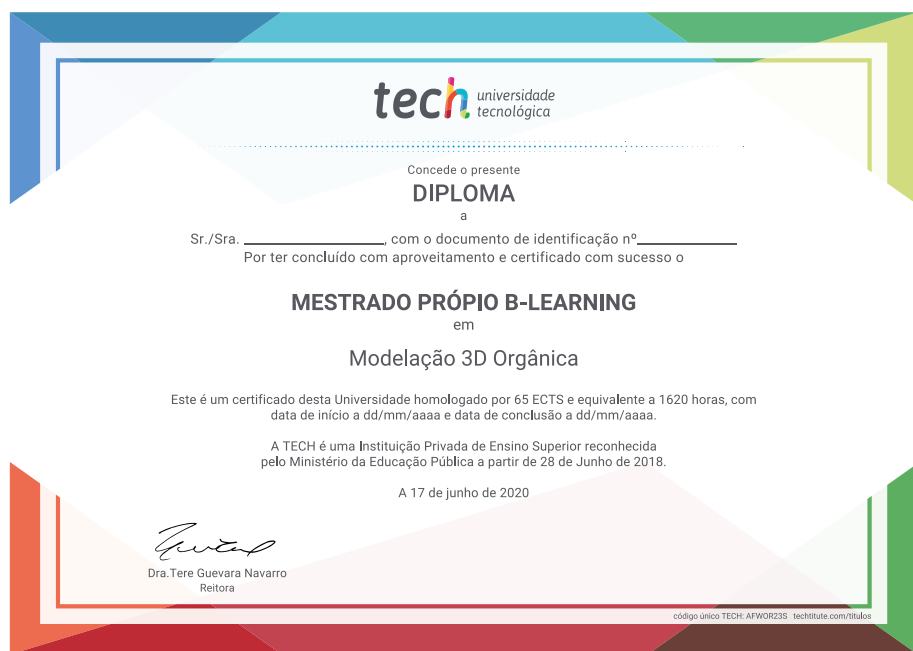 tech universidade
tecnológica
Concede o presente
DIPLOMA
a
Sr./Sra. ________________, com o documento de identificação nº___________
Por ter concluído com aproveitamento e certificado com sucesso o
MESTRADO PRÓPIO B-LEARNING
em
Modelação 3D Orgânica
Este é um certificado desta Universidade homologado por 65 ECTS e equivalente a 1620 horas, com
data de início a dd/mm/aaaa e data de conclusão a dd/mm/aaaa.
A TECH é uma Instituição Privada de Ensino Superior reconhecida
pelo Ministério da Educação Pública a partir de 28 de Junho de 2018.
A 17 de junho de 2020
Dra.Tere Guevara Navarro
Reitora
código único TECH: AFWOR23S techtitute.com/titulos